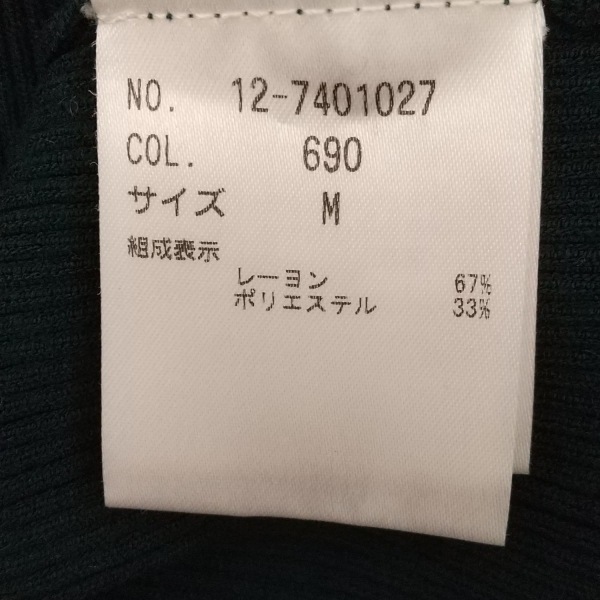 NO. 12-7401027
COL. 690
サイズ M
組成表示
レーヨン 67%
ポリエステル 33%